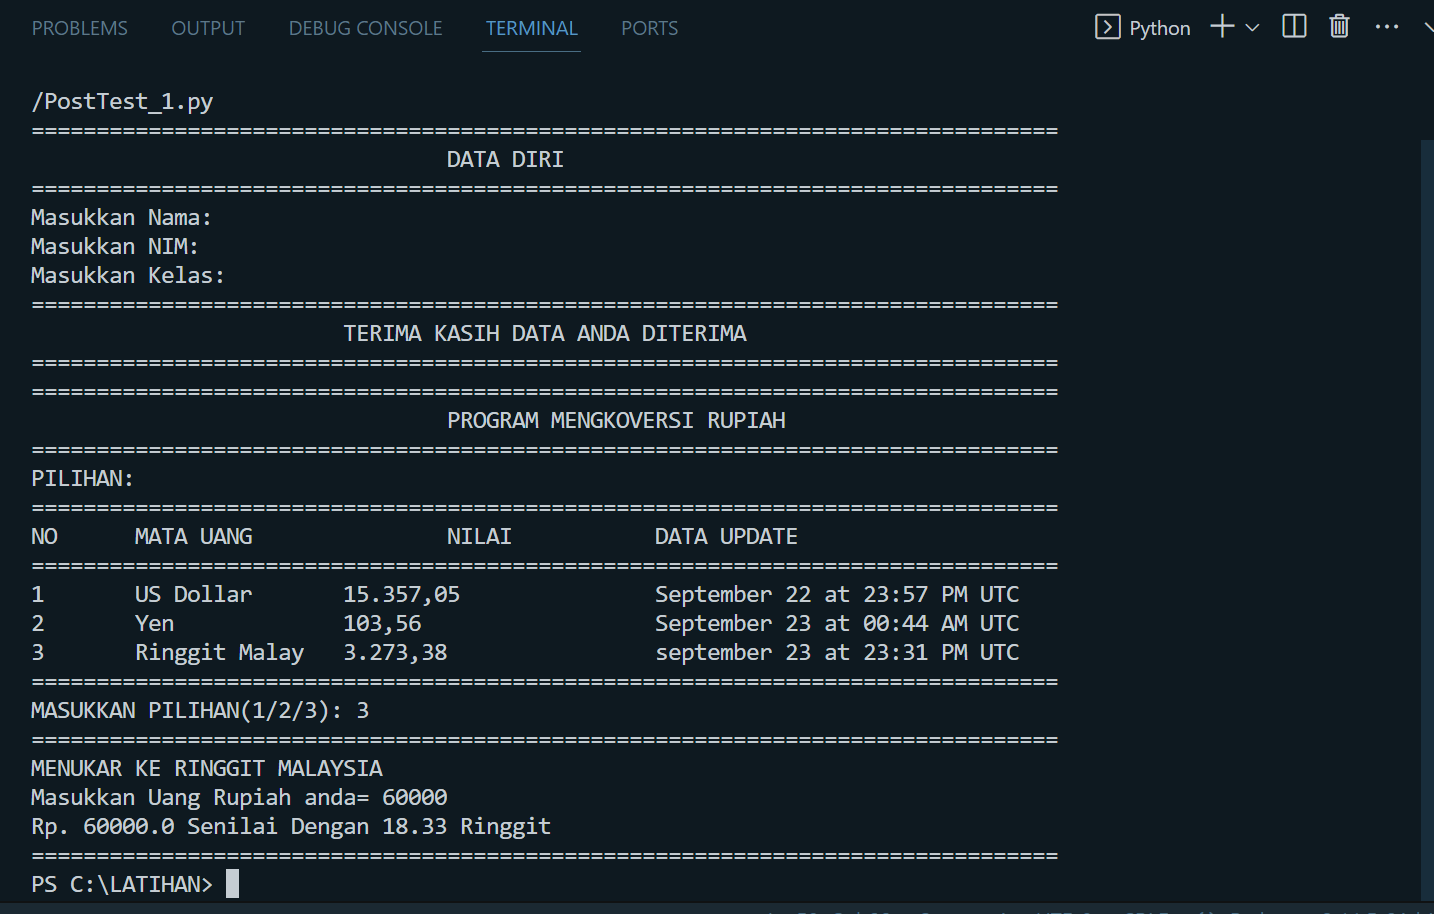 PROBLEMS OUTPUT DEBUG CONSOLE TERMINAL PORTS Python
/PostTest_1.py
===============================================================================
DATA DIRI
===============================================================================
Masukkan Nama:
Masukkan NIM:
Masukkan Kelas:
===============================================================================
TERIMA KASIH DATA ANDA DITERIMA
===============================================================================
===============================================================================
PROGRAM MENGKOVERSI RUPIAH
===============================================================================
PILIHAN:
===============================================================================
NO MATA UANG NILAI DATA UPDATE
===============================================================================
1 US Dollar 15.357,05 September 22 at 23:57 PM UTC
2 Yen 103,56 September 23 at 00:44 AM UTC
3 Ringgit Malay 3.273,38 september 23 at 23:31 PM UTC
===============================================================================
MASUKKAN PILIHAN(1/2/3): 3
===============================================================================
MENUKAR KE RINGGIT MALAYSIA
Masukkan Uang Rupiah anda= 60000
Rp. 60000.0 Senilai Dengan 18.33 Ringgit
===============================================================================
PS C:\LATIHAN>